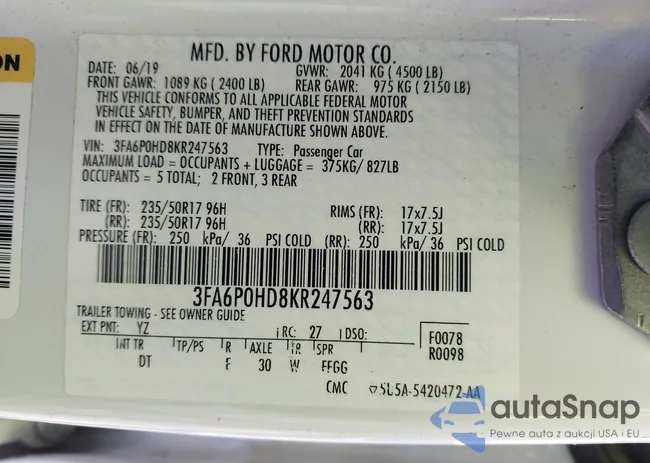 ON
MFD. BY FORD MOTOR CO.
DATE: 06/19 GVWR: 2041 KG ( 4500 LB)
FRONT GAWR: 1089 KG ( 2400 LB) REAR GAWR: 975 KG ( 2150 LB)
THIS VEHICLE CONFORMS TO ALL APPLICABLE FEDERAL MOTOR
VEHICLE SAFETY, BUMPER, AND THEFT PREVENTION STANDARDS
IN EFFECT ON THE DATE OF MANUFACTURE SHOWN ABOVE.
VIN: 3FA6P0HD8KR247563 TYPE: Passenger Car
MAXIMUM LOAD = OCCUPANTS + LUGGAGE = 375KG/ 827LB
OCCUPANTS = 5 TOTAL; 2 FRONT, 3 REAR
TIRE (FR): 235/50R17 96H RIMS (FR): 17x7.5J
(RR): 235/50R17 96H (RR): 17x7.5J
PRESSURE (FR): 250 kPa/ 36 PSI COLD (RR): 250 kPa/ 36 PSI COLD
3FA6P0HD8KR247563
TRAILER TOWING - SEE OWNER GUIDE
EXT PNT: YZ RC: 27 DSO: F0078
INT TR TP/PS R AXLE TR SPR R0098
DT F 30 W FFGG
CMC 5U5A-5420472-AA
autoSnap
Pewne auta z aukcji USA i EU